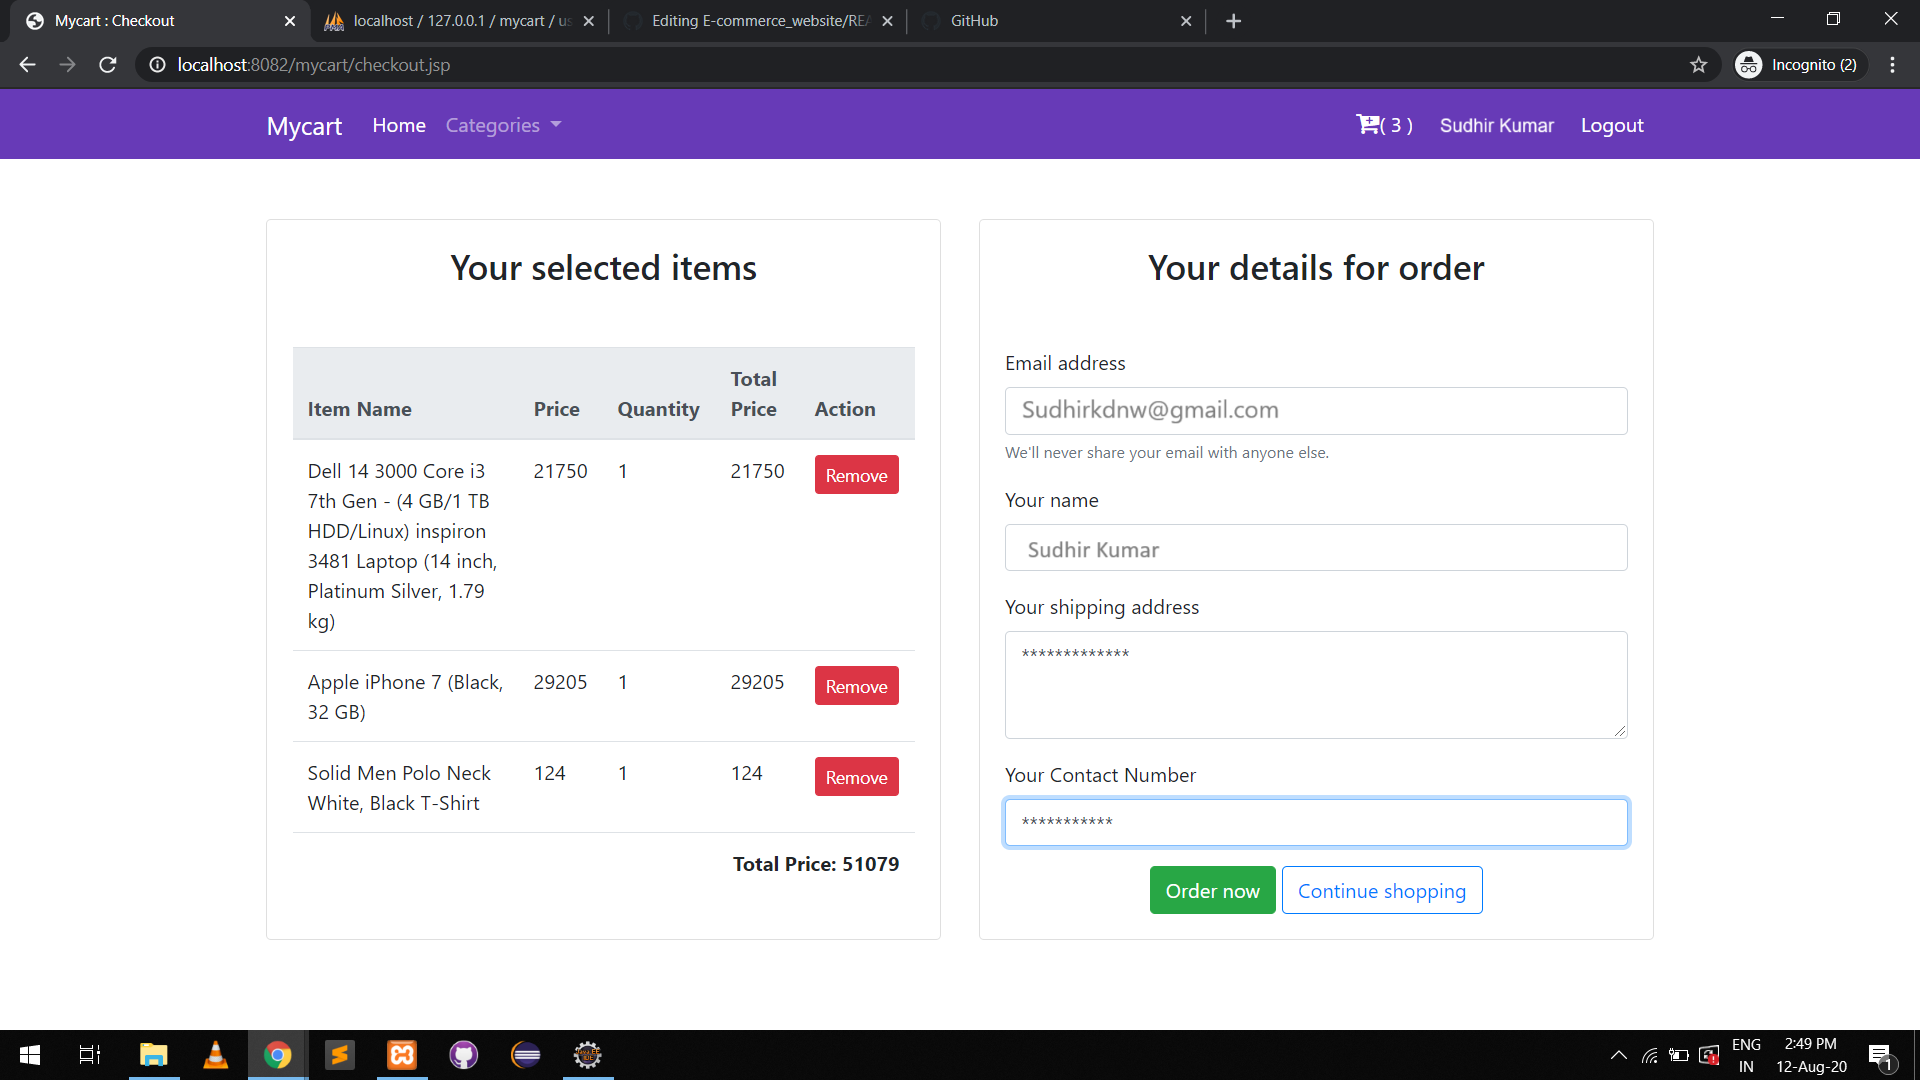 Mycart : Checkout
localhost / 127.0.0.1 / mycart / us
Editing E-commerce_website/REA
GitHub
localhost:8082/mycart/checkout.jsp
Incognito (2)
Mycart Home Categories ( 3 ) Sudhir Kumar Logout
Your selected items
Item Name Price Quantity Total Price Action
Dell 14 3000 Core i3 21750 1 21750 Remove
7th Gen - (4 GB/1 TB
HDD/Linux) inspiron
3481 Laptop (14 inch,
Platinum Silver, 1.79
kg)
Apple iPhone 7 (Black, 29205 1 29205 Remove
32 GB)
Solid Men Polo Neck 124 1 124 Remove
White, Black T-Shirt
Total Price: 51079
Your details for order
Email address
Sudhirkdnw@gmail.com
We'll never share your email with anyone else.
Your name
Sudhir Kumar
Your shipping address
*************
Your Contact Number
***********
Order now Continue shopping
ENG 2:49 PM
IN 12-Aug-20 1